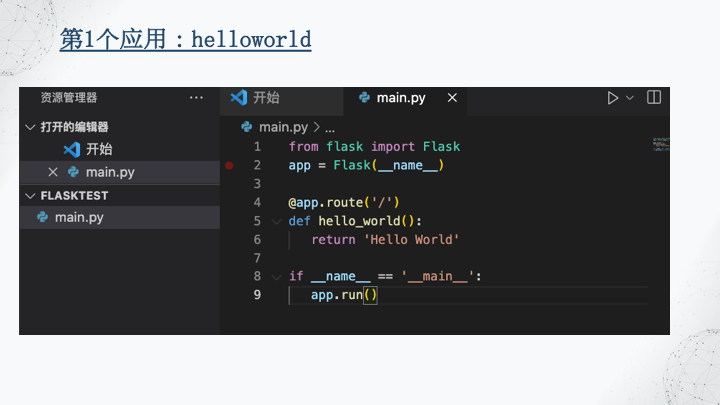 第1个应用：helloworld
资源管理器 ...
开始
main.py
打开的编辑器
开始
main.py
FLASKTEST
main.py
main.py > ...
1 from flask import Flask
2 app = Flask(__name__)
3
4 @app.route('/')
5 def hello_world():
6 return 'Hello World'
7
8 if __name__ == '__main__':
9 app.run()